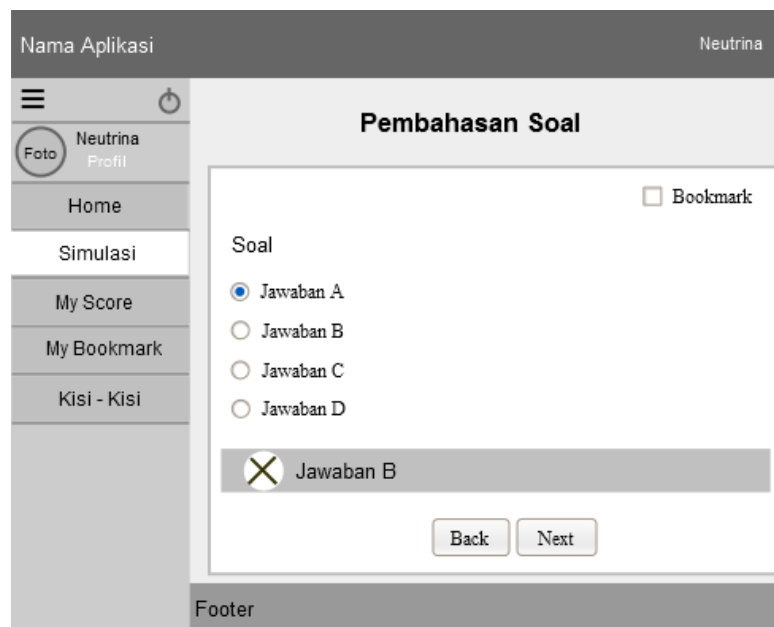 Nama Aplikasi
Neutrina
Foto
Neutrina
Profil
Home
Simulasi
My Score
My Bookmark
Kisi - Kisi
Pembahasan Soal
Bookmark
Soal
Jawaban A
Jawaban B
Jawaban C
Jawaban D
Jawaban B
Back
Next
Footer